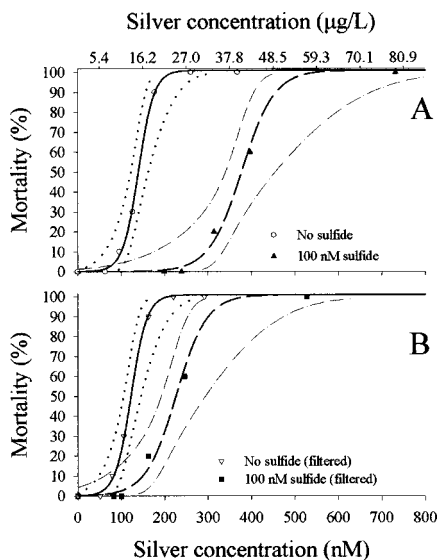 Silver concentration (µg/L)
5.4 16.2 27.0 37.8 48.5 59.3 70.1 80.9
Mortality (%)
100
90
80
70
60
50
40
30
20
10
0
A
No sulfide
100 nM sulfide
Mortality (%)
100
90
80
70
60
50
40
30
20
10
0
B
No sulfide (filtered)
100 nM sulfide (filtered)
0 100 200 300 400 500 600 700 800
Silver concentration (nM)